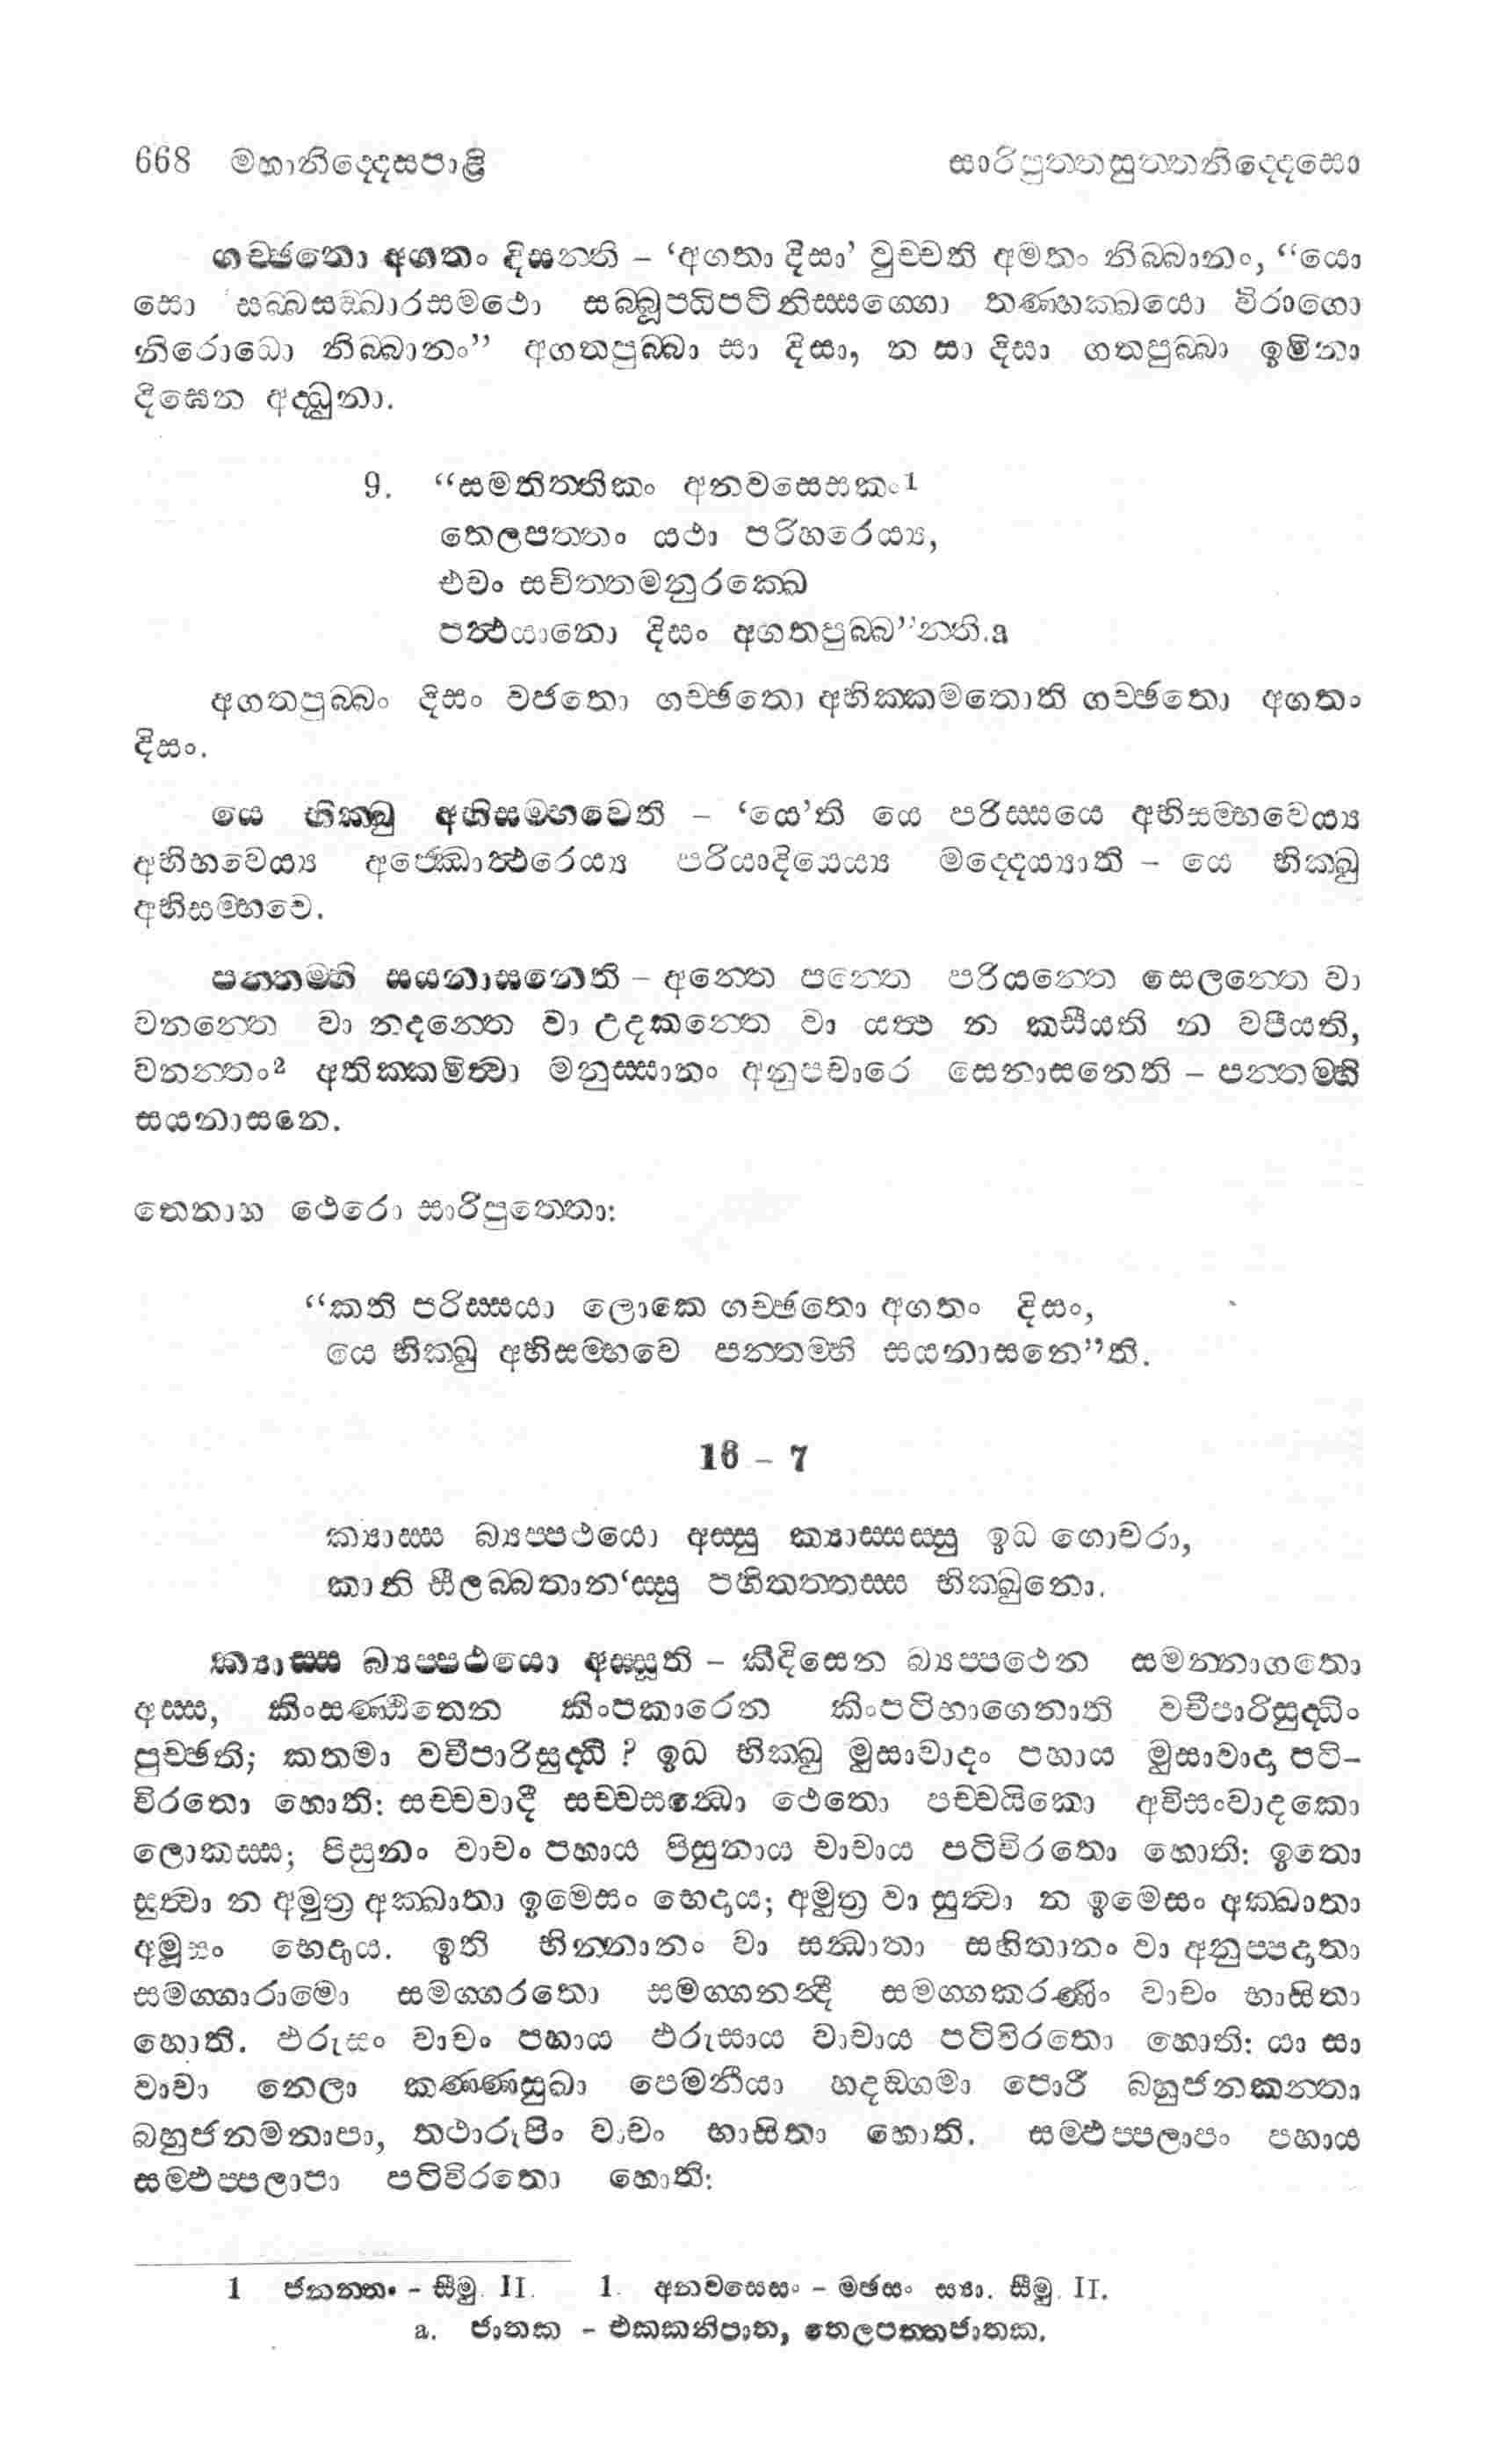 668 මහානිද්දෙසපාළි සාරිපුත්තසුත්තනිද්දෙසො
ගච්ඡතො අගතං දිසන්ති – ‘අගතා දිසා’ වුච්චති අමතං නිබ්බානං, “යො
සො සබ්බසඞ්ඛාරසමථො සබ්බූපධිපටිනිස්සග්ගො තණ්හක්ඛයො විරාගො
නිරොධො නිබ්බානං” අගතපුබ්බා සා දිසා, න සා දිසා ගතපුබ්බා ඉමිනා
දීඝෙන අද්ධුනා.
9. “සමතිත්තිකං අනවසෙසකං1
තෙලපත්තං යථා පරිහරෙය්‍ය,
එවං සචිත්තමනුරක්ඛෙ
පත්ථයානො දිසං අගතපුබ්බ”න්ති.a
අගතපුබ්බං දිසං වජතො ගච්ඡතො අභික්කමතොති ගච්ඡතො අගතං
දිසං.
යෙ භික්ඛු අභිසම්භවෙති – ‘යෙ’ති යෙ පරිස්සයෙ අභිසම්භවෙය්‍ය
අභිභවෙය්‍ය අජ්ඣොත්ථරෙය්‍ය පරියාදියෙය්‍ය මද්දෙය්‍යාති – යෙ භික්ඛු
අභිසම්භවෙ.
පන්තම්හි සයනාසනෙති – අන්තෙ පන්තෙ පරියන්තෙ සෙලන්තෙ වා
වනන්තෙ වා නදන්තෙ වා උදකන්තෙ වා යත්ථ න කසීයති න වපීයති,
වනන්තං2 අතික්කමිත්වා මනුස්සානං අනුපචාරෙ සෙනාසනෙති – පන්තම්හි
සයනාසනෙ.
තෙනාහ ථෙරො සාරිපුත්තො:
“කති පරිස්සයා ලොකෙ ගච්ඡතො අගතං දිසං,
යෙ භික්ඛු අභිසම්භවෙ පන්තම්හි සයනාසනෙ”ති.
16 – 7
ක්‍යාස්ස බ්‍යප්පථයො අස්සු ක්‍යාස්සස්සු ඉධ ගොචරා,
කානි සීලබ්බතාන‘ස්සු පහිතත්තස්ස භික්ඛුනො.
ක්‍යාස්ස බ්‍යප්පථයො අස්සූති – කීදිසෙන බ්‍යප්පථෙන සමන්නාගතො
අස්ස, කිංසණ්ඨිතෙන කිංපකාරෙන කිංපටිභාගෙනාති වචීපාරිසුද්ධිං
පුච්ඡති; කතමා වචීපාරිසුද්ධි ? ඉධ භික්ඛු මුසාවාදං පහාය මුසාවාදා පටි-
විරතො හොති: සච්චවාදී සච්චසන්ධො ථෙතො පච්චයිකො අවිසංවාදකො
ලොකස්ස; පිසුනං වාචං පහාය පිසුනාය වාචාය පටිවිරතො හොති: ඉතො
සුත්වා න අමුත්‍ර අක්ඛාතා ඉමෙසං භෙදාය; අමුත්‍ර වා සුත්වා න ඉමෙසං අක්ඛාතා
අමූසං භෙදාය. ඉති භින්නානං වා සන්ධාතා සහිතානං වා අනුප්පදාතා
සමග්ගාරාමො සමග්ගරතො සමග්ගනන්දී සමග්ගකරණිං වාචං භාසිතා
හොති. ඵරුසං වාචං පහාය ඵරුසාය වාචාය පටිවිරතො හොති: යා සා
වාචා නෙලා කණ්ණසුඛා පෙමනීයා හදඞ්ගමා පොරී බහුජනකන්තා
බහුජනමනාපා, තථාරූපිං වාචං භාසිතා හොති. සම්ඵප්පලාපං පහාය
සම්ඵප්පලාපා පටිවිරතො හොති:
1 ජනන්තං – සීමු. II. 1. අනවසෙසං – මඡසං ස්‍යා. සීමු. II.
a. ජාතක – එකකනිපාත, තෙලපත්තජාතක.